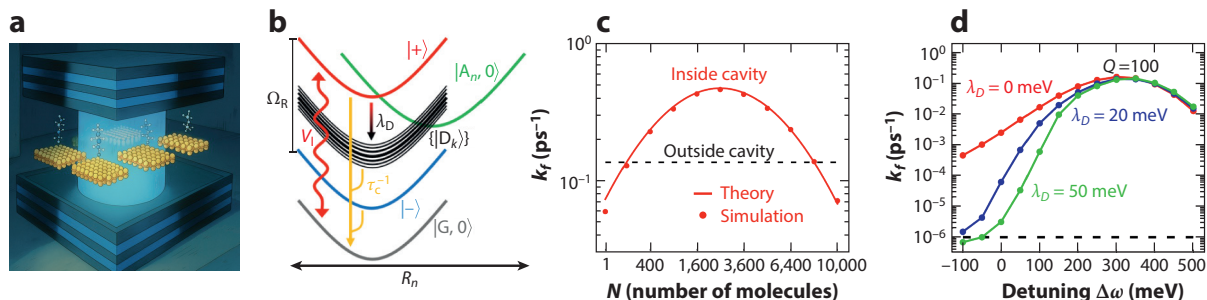 a
b
|+⟩
|A_n, 0⟩
Ω_R
λ_D
V_I
{|D_k⟩}
τ_c^−1
|−⟩
|G, 0⟩
R_n
c
10^0
Inside cavity
k_f (ps^−1)
Outside cavity
10^−1
Theory
Simulation
1 400 1,600 3,600 6,400 10,000
N (number of molecules)
d
10^0
Q = 100
10^−1
λ_D = 0 meV
10^−2
λ_D = 20 meV
10^−3
k_f (ps^−1)
10^−4
λ_D = 50 meV
10^−5
10^−6
10^−7
−100 0 100 200 300 400 500
Detuning Δω (meV)